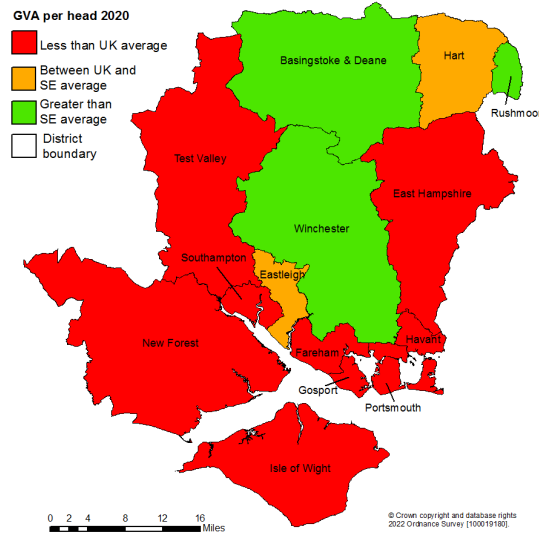 GVA per head 2020
Less than UK average
Between UK and
SE average
Greater than
SE average
District
boundary
Basingstoke & Deane
Hart
Rushmoor
Test Valley
East Hampshire
Winchester
Southampton
Eastleigh
New Forest
Fareham
Havant
Gosport
Portsmouth
Isle of Wight
0 2 4 8 12 16
Miles
© Crown copyright and database rights
2022 Ordnance Survey [100019180].